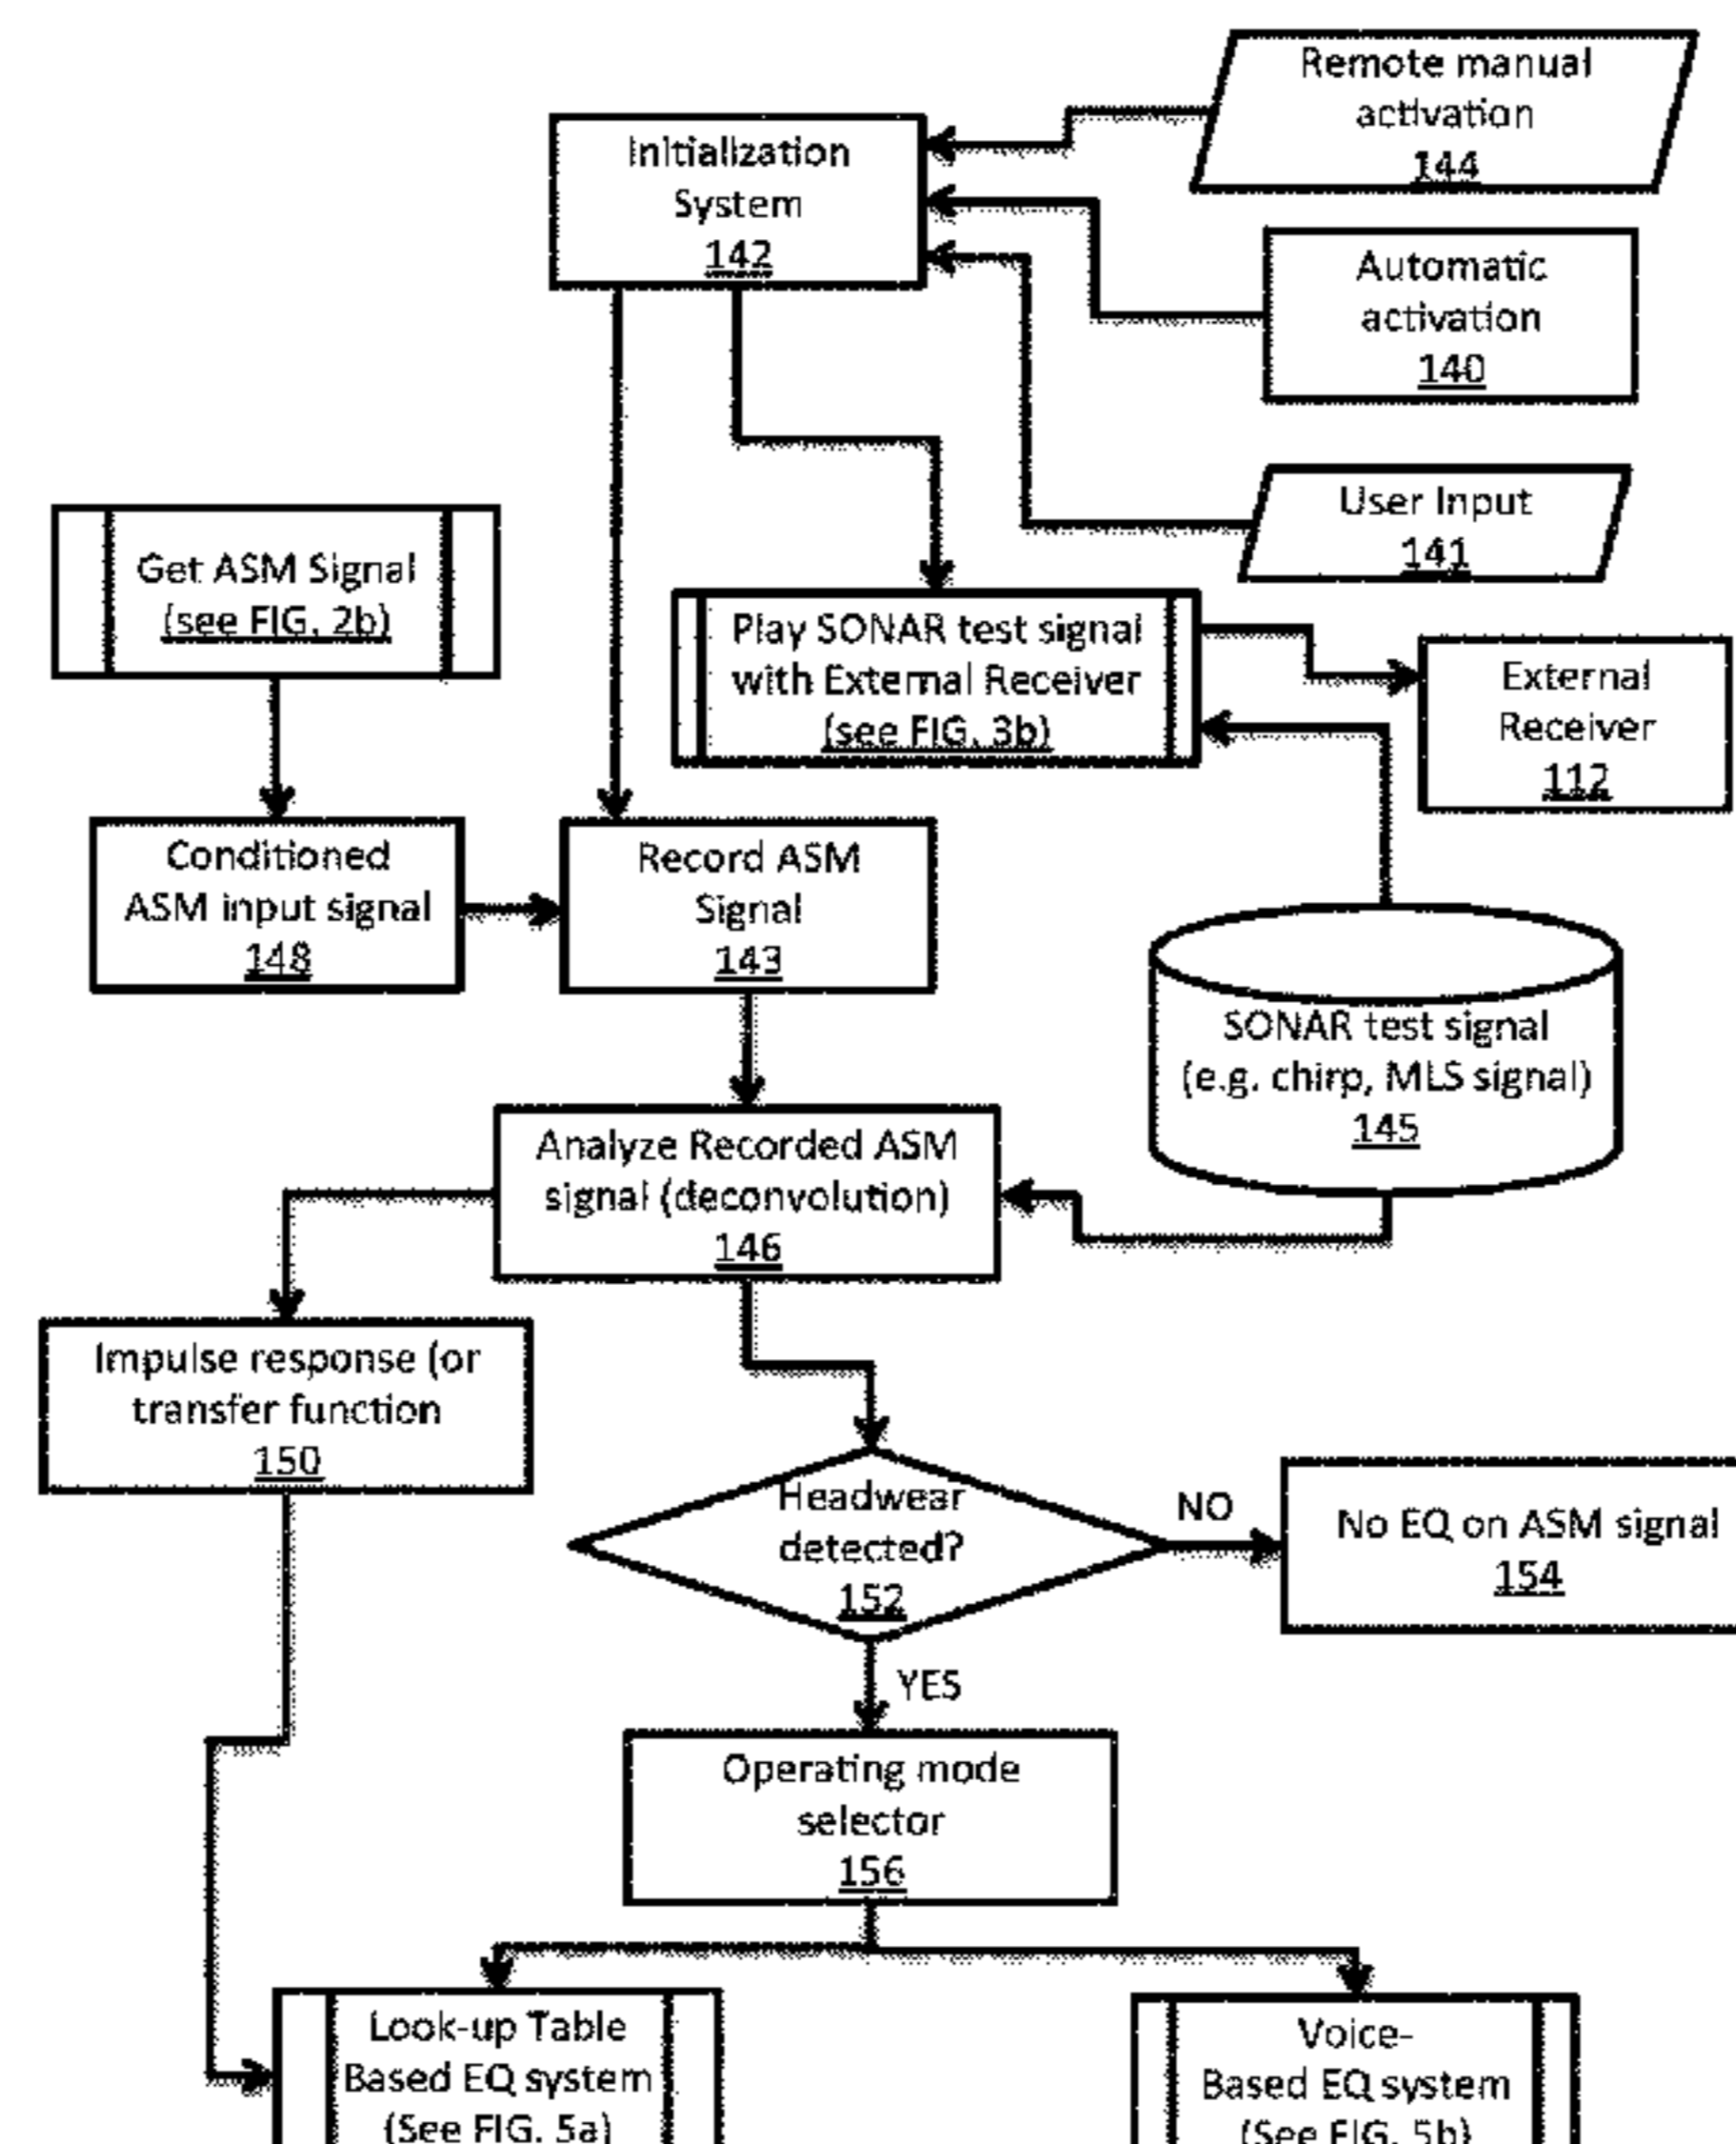 Remote manual
activation
144
Initialization
System
142
Automatic
activation
140
User Input
141
Get ASM Signal
(see FIG. 2b)
Play SONAR test signal
with External Receiver
(see FIG. 3b)
External
Receiver
112
Conditioned
ASM input signal
148
Record ASM
Signal
143
SONAR test signal
(e.g. chirp, MLS signal)
145
Analyze Recorded ASM
signal (deconvolution)
146
Impulse response (or
transfer function
150
Headwear
detected?
152
NO
No EQ on ASM signal
154
YES
Operating mode
selector
156
Look-up Table
Based EQ system
(See FIG. 5a)
Voice-
Based EQ system
(See FIG. 5b)